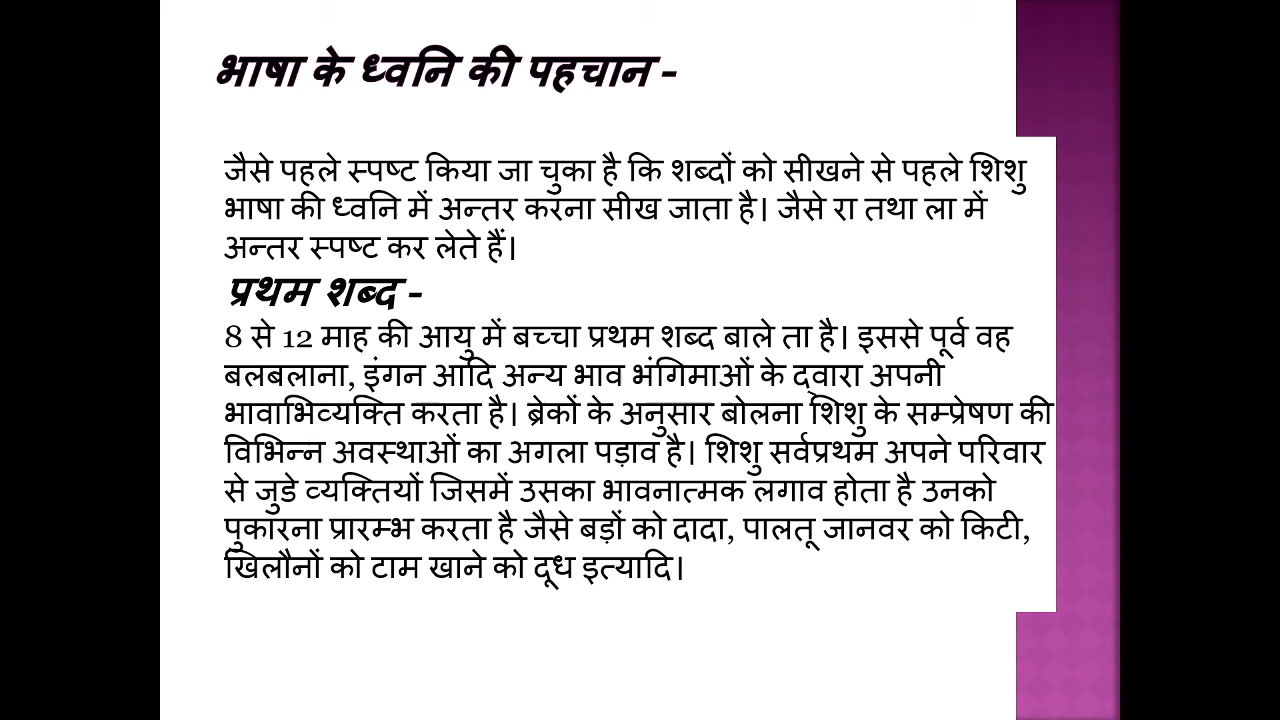 भाषा के ध्वनि की पहचान -
जैसे पहले स्पष्ट किया जा चुका है कि शब्दों को सीखने से पहले शिशु
भाषा की ध्वनि में अन्तर करना सीख जाता है। जैसे रा तथा ला में
अन्तर स्पष्ट कर लेते हैं।
प्रथम शब्द -
8 से 12 माह की आयु में बच्चा प्रथम शब्द बाले ता है। इससे पूर्व वह
बलबलाना, इंगन आदि अन्य भाव भंगिमाओं के द्वारा अपनी
भावाभिव्यक्ति करता है। ब्रेकों के अनुसार बोलना शिशु के सम्प्रेषण की
विभिन्न अवस्थाओं का अगला पड़ाव है। शिशु सर्वप्रथम अपने परिवार
से जुडे व्यक्तियों जिसमें उसका भावनात्मक लगाव होता है उनको
पुकारना प्रारम्भ करता है जैसे बड़ों को दादा, पालतू जानवर को किटी,
खिलौनों को टाम खाने को दूध इत्यादि।